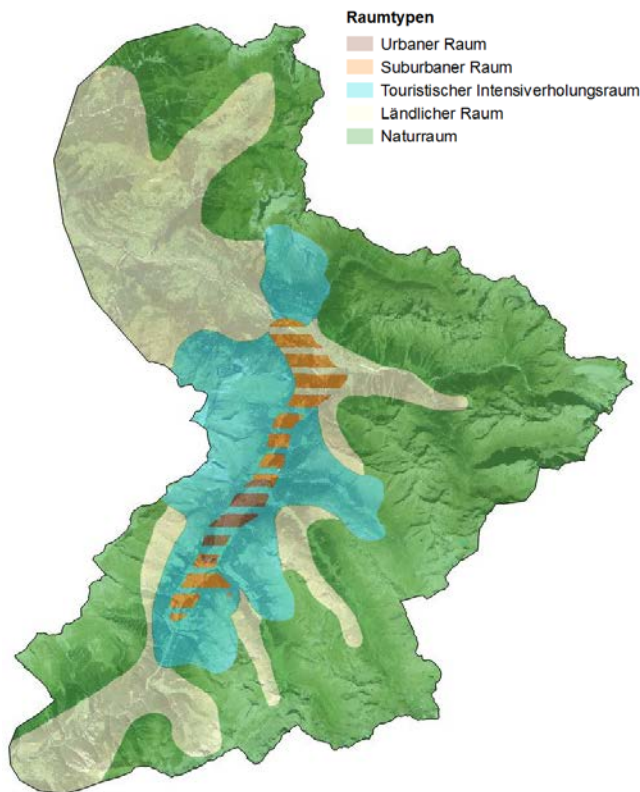 Raumtypen
Urbaner Raum
Suburbaner Raum
Touristischer Intensiverholungsraum
Ländlicher Raum
Naturraum